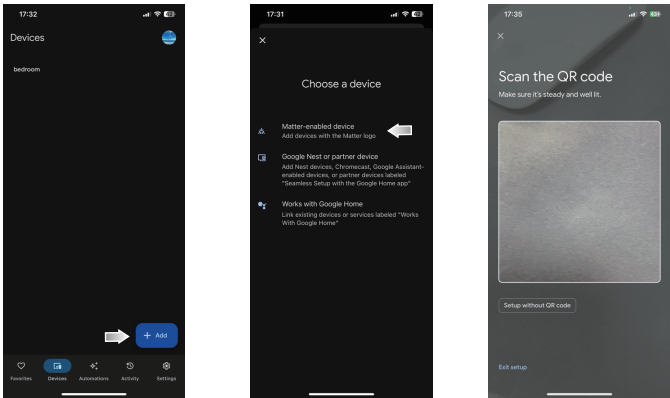 17:32
Devices
bedroom
+ Add
Favorites
Devices
Automations
Activity
Settings
17:31
Choose a device
Matter-enabled device
Add devices with the Matter logo
Google Nest or partner device
Add Nest devices, Chromecast, Google Assistant-
enabled devices, or partner devices labeled
"Seamless Setup with the Google Home app"
Works with Google Home
Link existing devices or services labeled "Works
With Google Home"
17:35
Scan the QR code
Make sure it's steady and well lit.
Setup without QR code
Exit setup